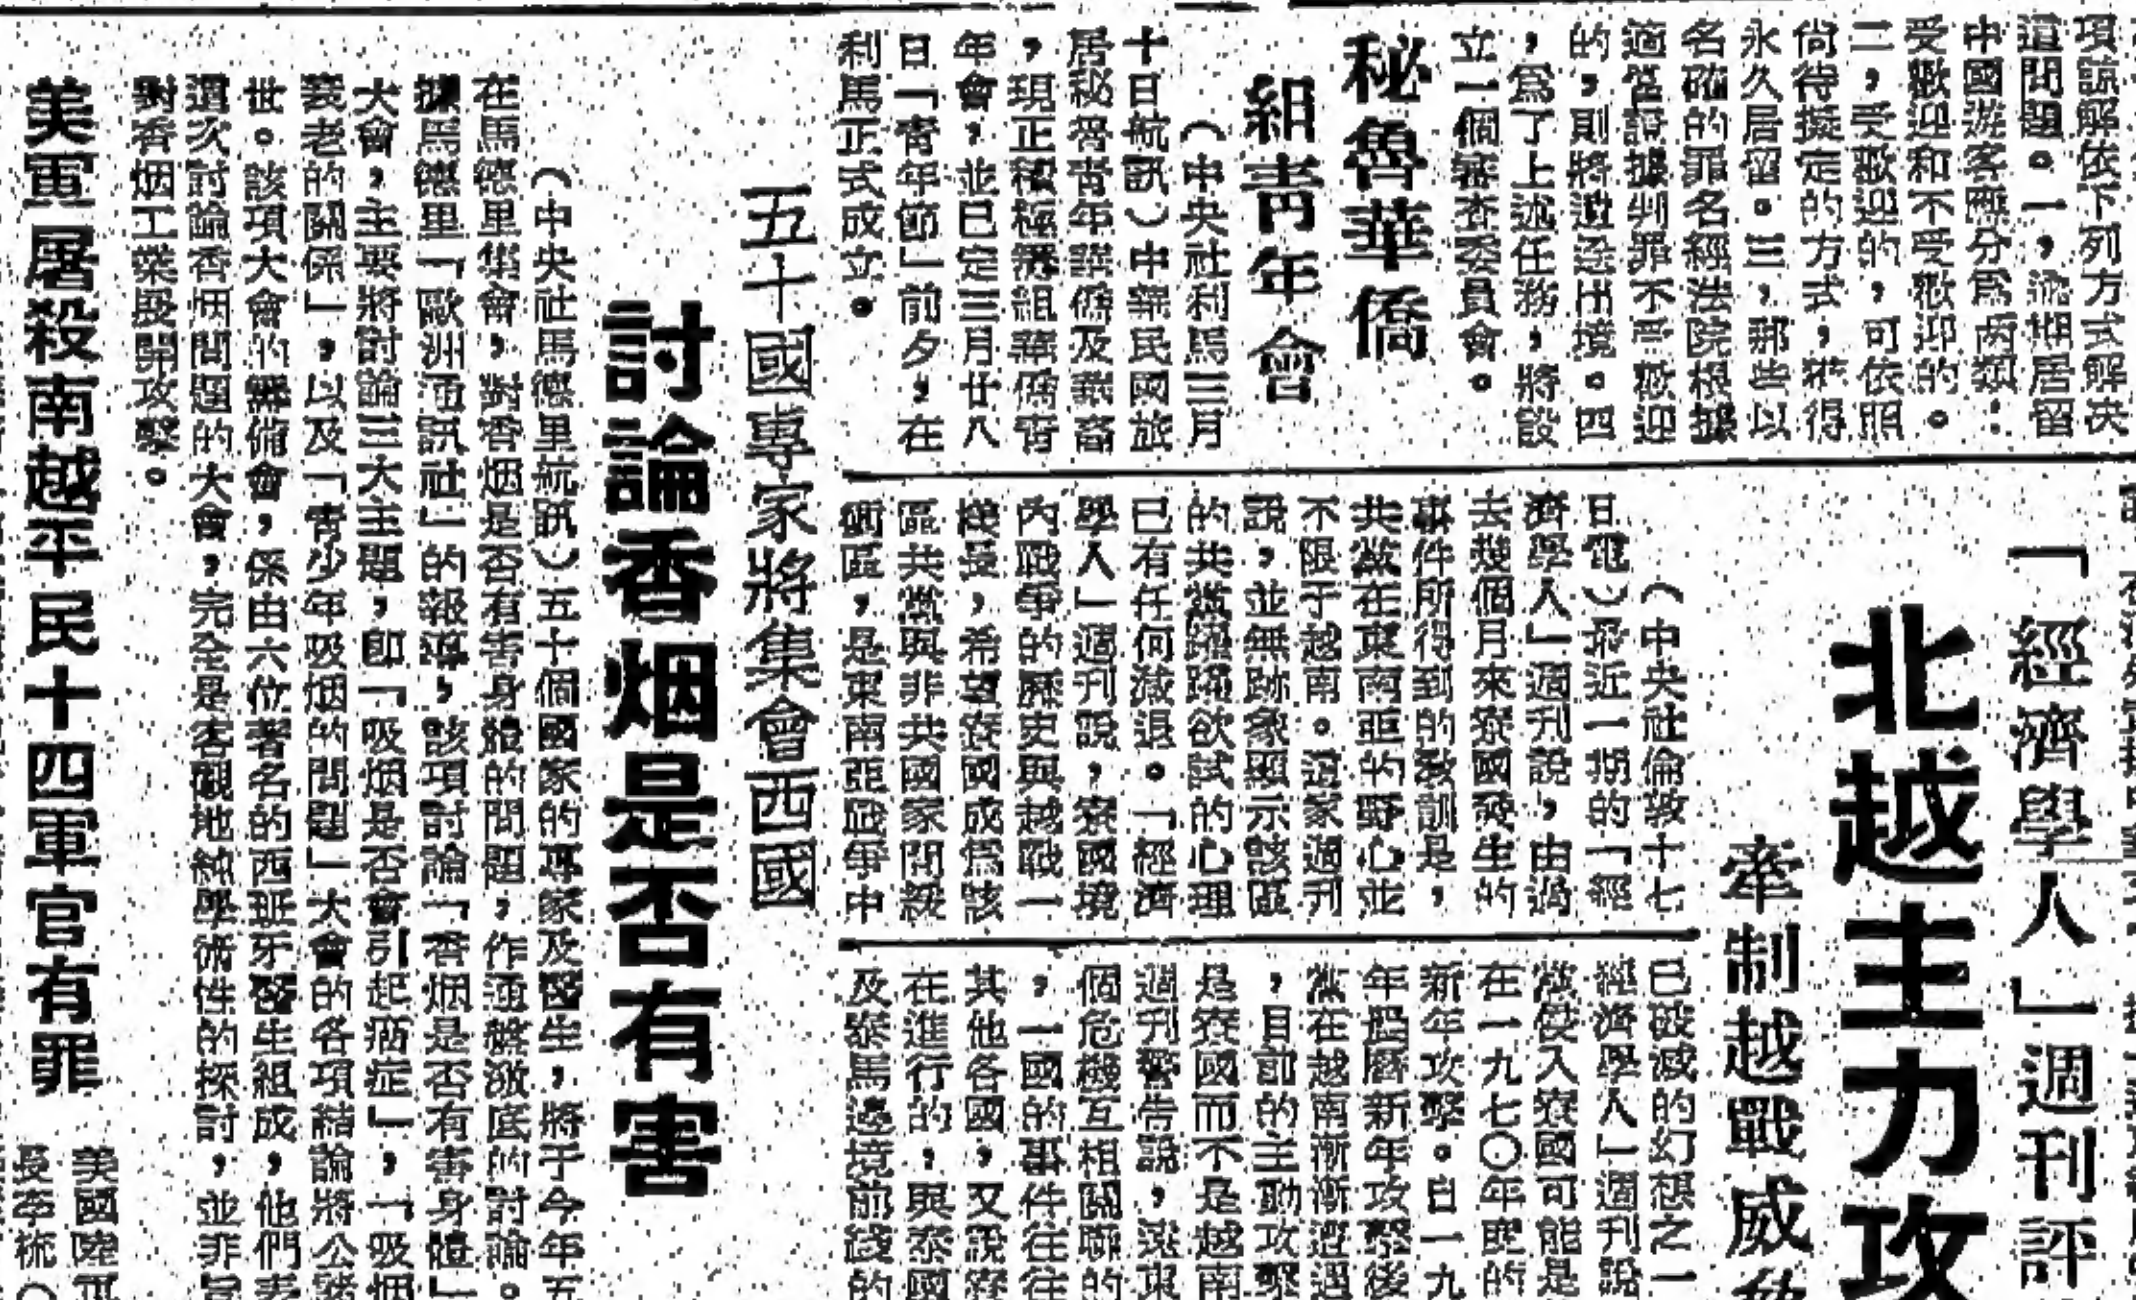 項諒解依下列方式解决
這問題。一，逾期居留
中國游客應分爲两類：
受歡迎和不受歡迎的。
二，受歡迎的，可依照
尙待擬定的方式，獲得
永久居留。三，那些以
名確的罪名經法院根據
適當證據判罪不受歡迎
的，則將遣送出境。四
，爲了上述任務，將設
立一個審查委員會。
秘魯華僑
組靑年會
（中央社利馬三月
十日航訊）中華民國旅
居秘魯青年華僑及華裔
，現正積極籌組華僑青
年會，並已定三月廿八
日「青年節」前夕，在
利馬正式成立。
「經濟學人」週刊評
北越主力攻
牽制越戰威
（中央社倫敦十七
日電）最近一期的「經
濟學人」週刊說，由過
去幾個月來寮國發生的
事件所得到的教訓是，
共黨在東南亞的野心並
不限于越南。這家週刊
說，並無跡象顯示該區
的共黨躍躍欲試的心理
已有任何減退。「經濟
學人」週刊說，寮國境
內戰爭的歷史與越戰一
樣長，希望寮國成爲該
區共黨與非共國家間緩
衝區，是東南亞戰爭中
已破滅的幻想之一
經濟學人」週刊說
黨侵入寮國可能是
在一九七〇年度的
新年攻擊。自一九
年舊曆新年攻擊後
黨在越南漸漸遭遇
，目前的主動攻擊
是寮國而不是越南
週刊警告說，遠東
個危機互相關聯的
，一國的事件往往
其他各國，又說寮
在進行的，與泰國
及泰馬邊境前綫的
五十國專家將集會西國
討論香烟是否有害
（中央社馬德里航訊）五十個國家的專家及醫生，將于今年五
在馬德里集會，對香烟是否有害身體的問題，作通盤澈底的討論。
據馬德里「歐洲通訊社」的報導，該項討論「香烟是否有害身體」
大會，主要將討論三大主題，卽「吸烟是否會引起病症」，「吸烟
衰老的關係」，以及「青少年吸烟的問題」大會的各項結論將公諸
世。該項大會的籌備會，係由六位著名的西班牙醫生組成，他們表
這次討論香烟問題的大會，完全是客觀地純學術性的探討，並非旨
對香烟工業展開攻擊。
美軍屠殺南越平民十四軍官有罪
美國陸軍
長李梳〇